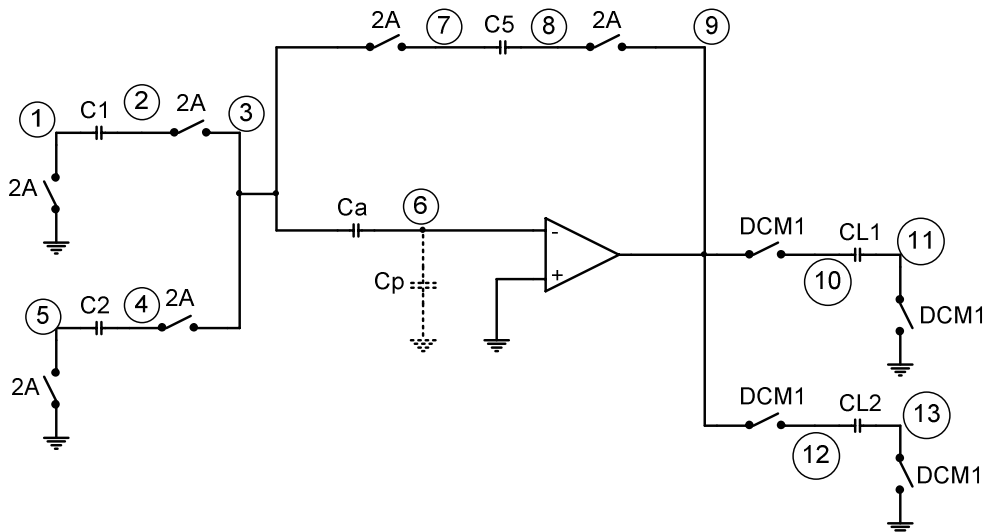 2A 7 C5 8 2A 9
1 C1 2 2A 3
2A
Ca 6
-
+
Cp
DCM1 CL1 11
10
DCM1
5 C2 4 2A
2A
DCM1 CL2 13
12
DCM1